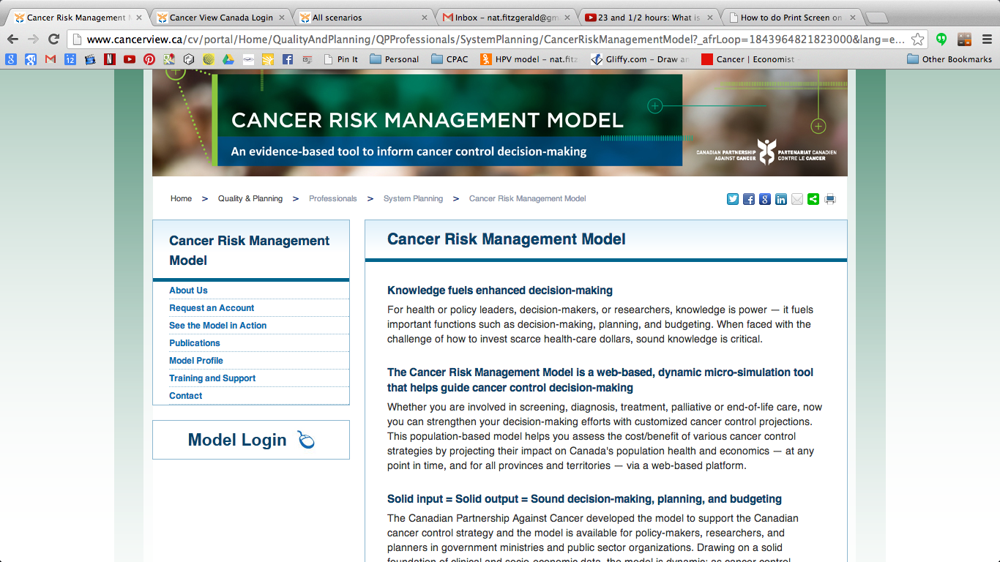 Cancer Risk Management M
Cancer View Canada Login
All scenarios
Inbox – nat.fitzgerald@gm
23 and 1/2 hours: What is
How to do Print Screen on
www.cancerview.ca/cv/portal/Home/QualityAndPlanning/QPProfessionals/SystemPlanning/CancerRiskManagementModel?_afrLoop=1843964821823000&lang=e...
12
Pin It
Personal
CPAC
HPV model – nat.fitz
Gliffy.com – Draw an
Cancer | Economist
Other Bookmarks
CANCER RISK MANAGEMENT MODEL
An evidence-based tool to inform cancer control decision-making
CANADIAN PARTNERSHIP
AGAINST CANCER
PARTENARIAT CANADIEN
CONTRE LE CANCER
Home > Quality & Planning > Professionals > System Planning > Cancer Risk Management Model
Cancer Risk Management
Model
About Us
Request an Account
See the Model in Action
Publications
Model Profile
Training and Support
Contact
Model Login
Cancer Risk Management Model
Knowledge fuels enhanced decision-making
For health or policy leaders, decision-makers, or researchers, knowledge is power — it fuels
important functions such as decision-making, planning, and budgeting. When faced with the
challenge of how to invest scarce health-care dollars, sound knowledge is critical.
The Cancer Risk Management Model is a web-based, dynamic micro-simulation tool
that helps guide cancer control decision-making
Whether you are involved in screening, diagnosis, treatment, palliative or end-of-life care, now
you can strengthen your decision-making efforts with customized cancer control projections.
This population-based model helps you assess the cost/benefit of various cancer control
strategies by projecting their impact on Canada's population health and economics — at any
point in time, and for all provinces and territories — via a web-based platform.
Solid input = Solid output = Sound decision-making, planning, and budgeting
The Canadian Partnership Against Cancer developed the model to support the Canadian
cancer control strategy and the model is available for policy-makers, researchers, and
planners in government ministries and public sector organizations. Drawing on a solid
foundation of clinical and socio-economic data, the model is dynamic; as cancer control